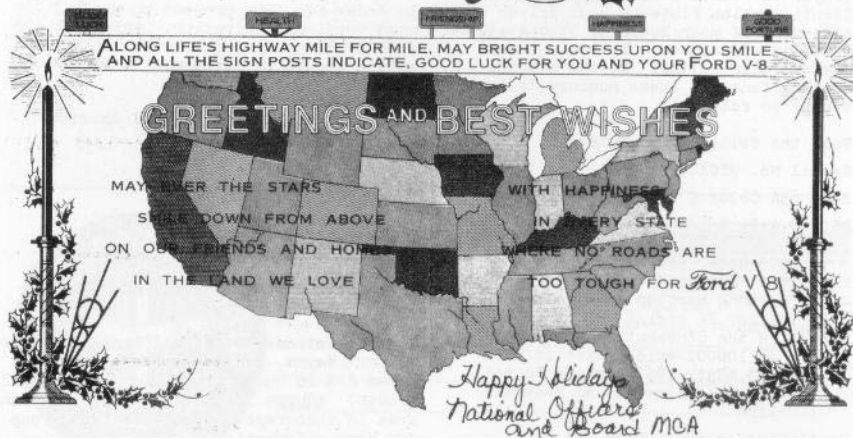 GOOD LUCK
HEALTH
FRIENDSHIP
HAPPINESS
GOOD FORTUNE
ALONG LIFE'S HIGHWAY MILE FOR MILE, MAY BRIGHT SUCCESS UPON YOU SMILE
AND ALL THE SIGN POSTS INDICATE, GOOD LUCK FOR YOU AND YOUR FORD V-8.
GREETINGS AND BEST WISHES
MAY EVER THE STARS
SMILE DOWN FROM ABOVE
ON OUR FRIENDS AND HOMES
IN THE LAND WE LOVE
WITH HAPPINESS
IN EVERY STATE
WHERE NO ROADS ARE
TOO TOUGH FOR Ford V-8
Happy Holidays
National Officers
and Board MCA